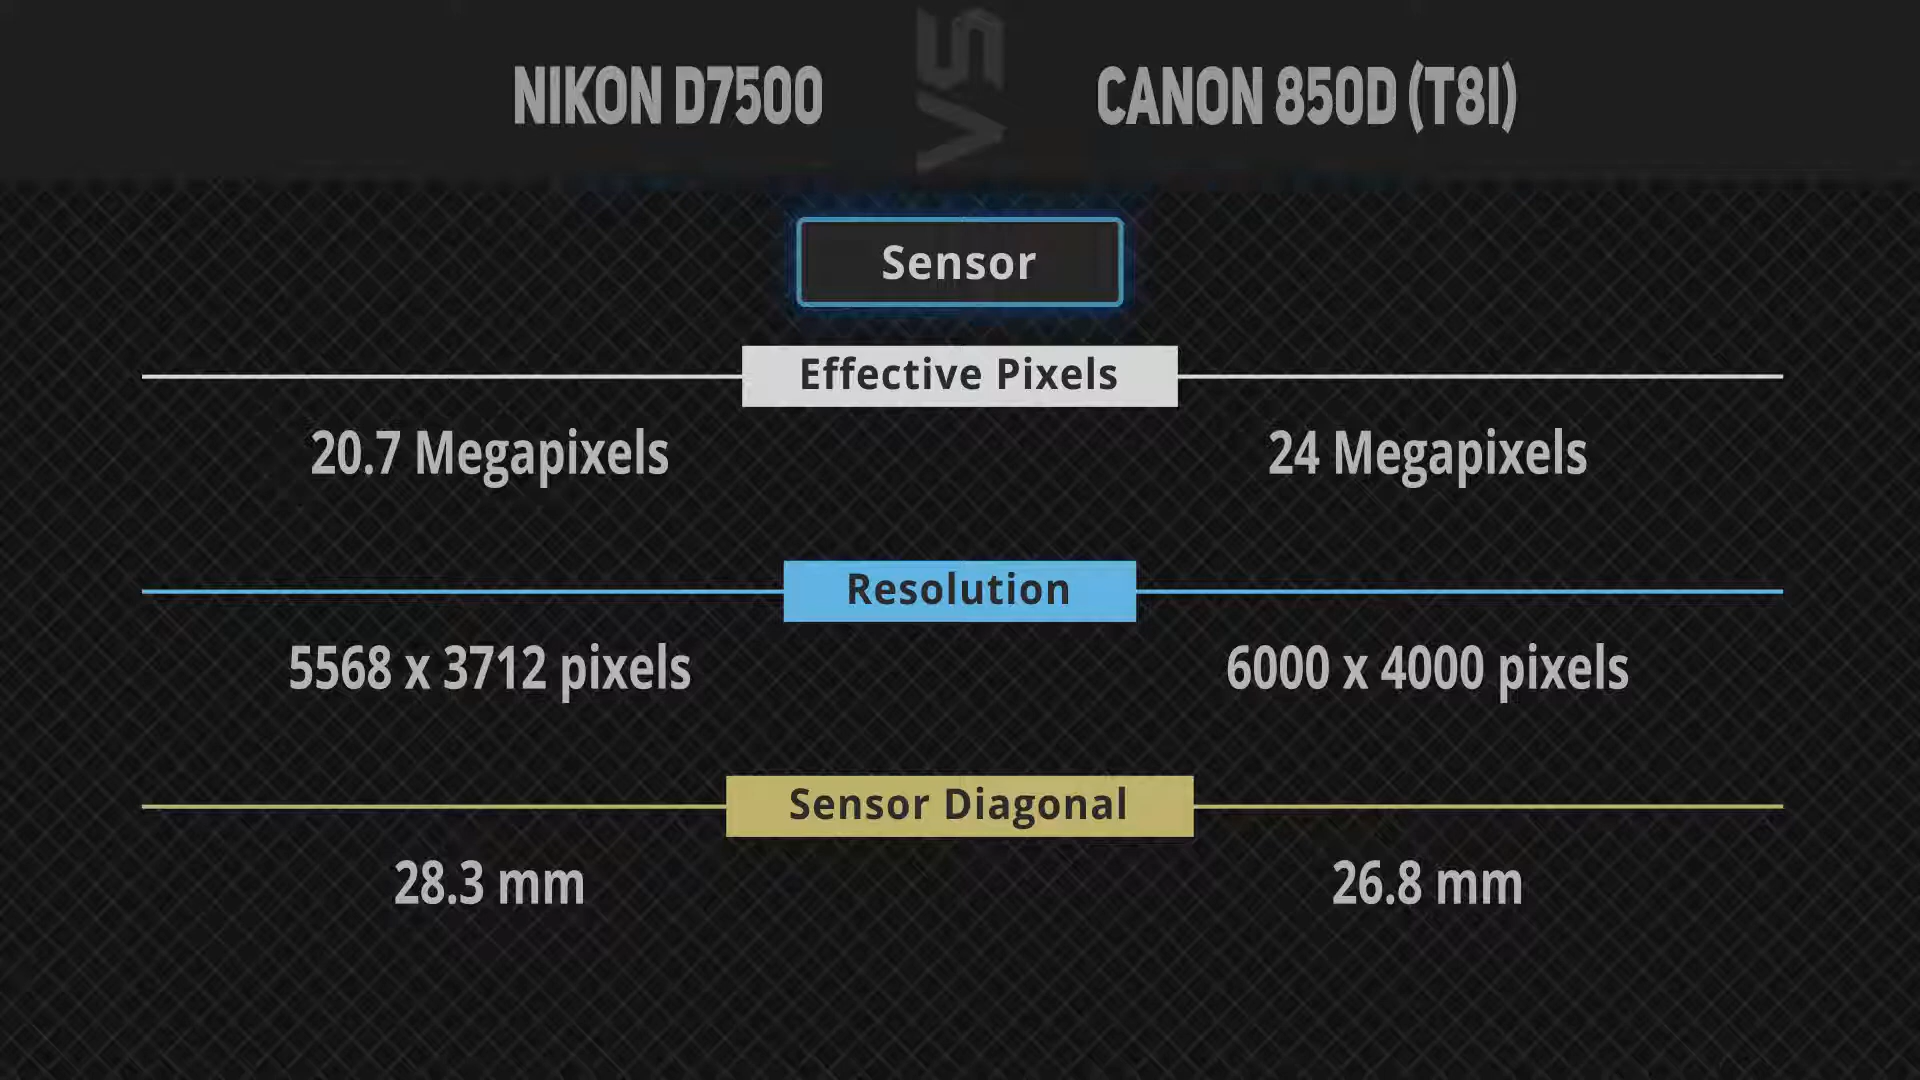 NIKON D7500 VS CANON 850D (T8I)
Sensor
Effective Pixels
20.7 Megapixels 24 Megapixels
Resolution
5568 x 3712 pixels 6000 x 4000 pixels
Sensor Diagonal
28.3 mm 26.8 mm